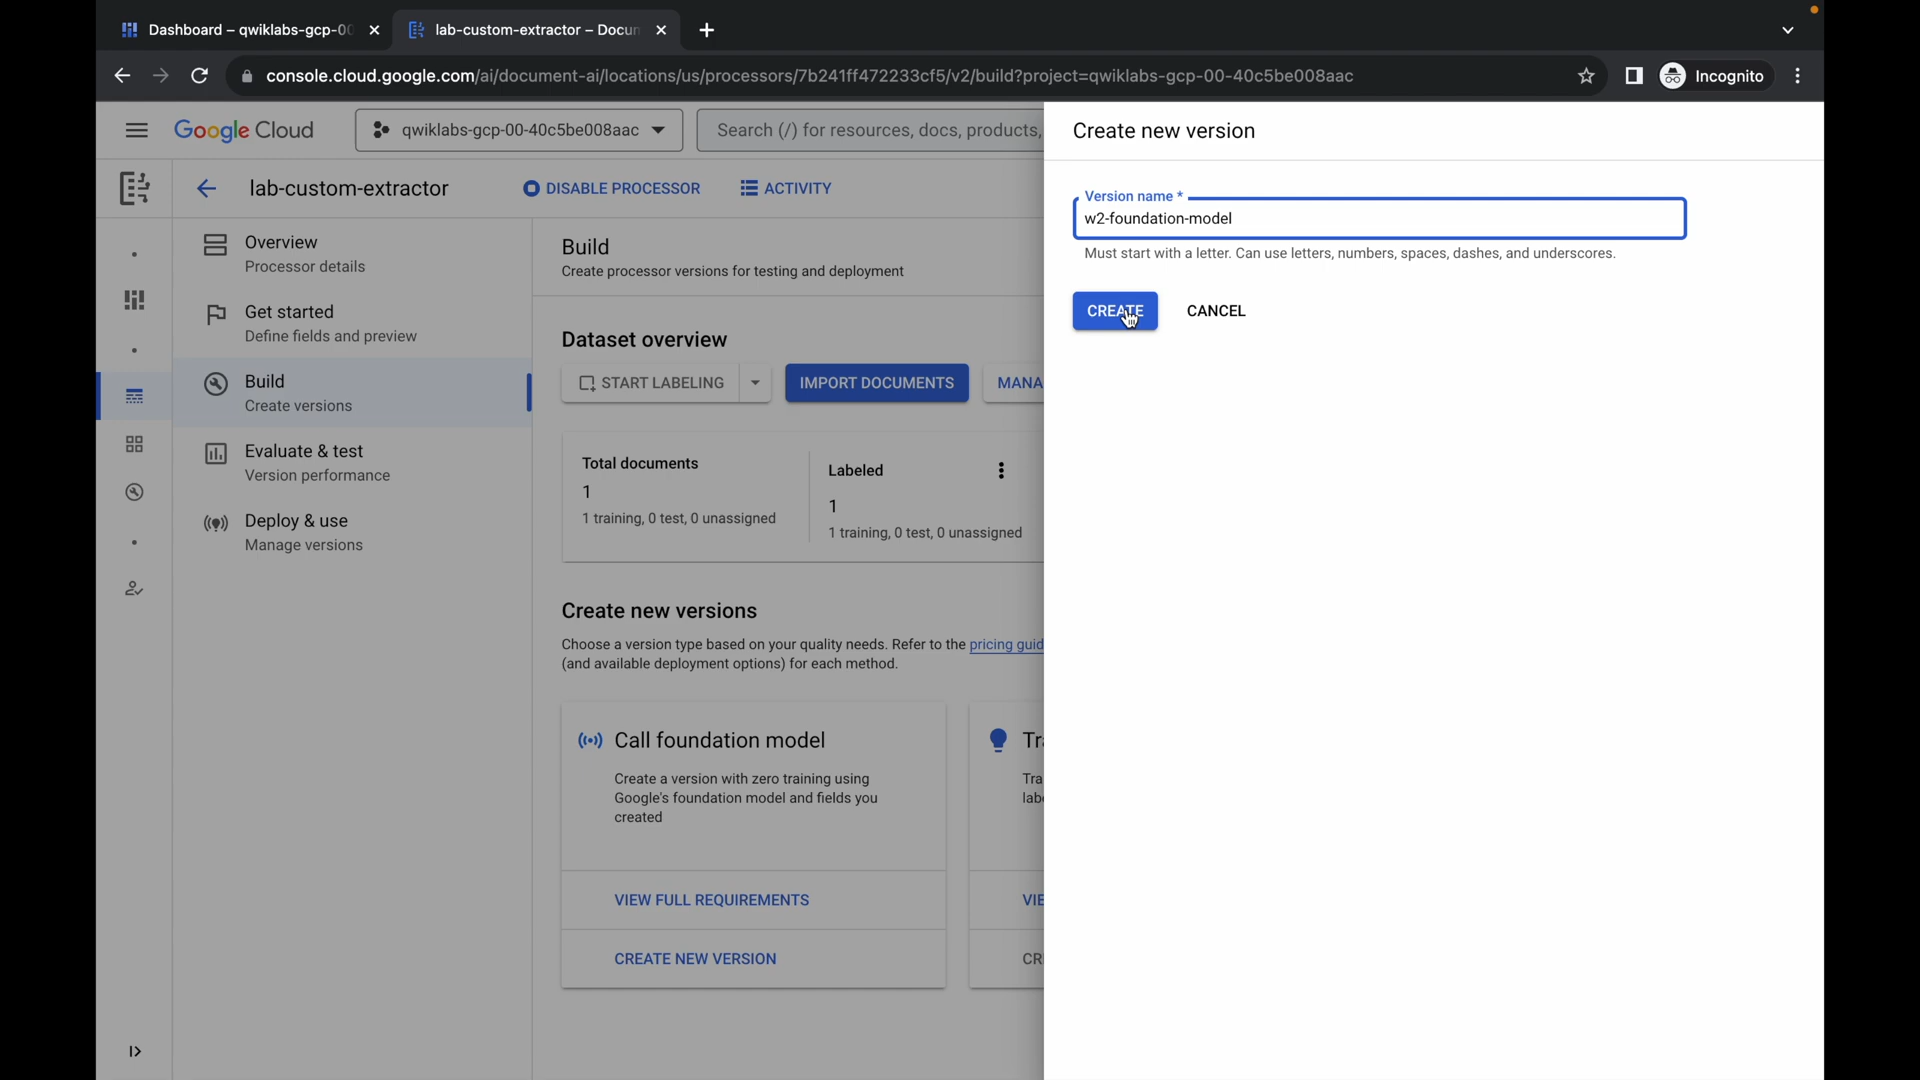 Dashboard – qwiklabs-gcp-00
lab-custom-extractor – Docum
console.cloud.google.com/ai/document-ai/locations/us/processors/7b241ff472233cf5/v2/build?project=qwiklabs-gcp-00-40c5be008aac
Incognito
Google Cloud
qwiklabs-gcp-00-40c5be008aac
Search (/) for resources, docs, products,
lab-custom-extractor
DISABLE PROCESSOR
ACTIVITY
Overview
Processor details
Get started
Define fields and preview
Build
Create versions
Evaluate & test
Version performance
Deploy & use
Manage versions
Build
Create processor versions for testing and deployment
Dataset overview
START LABELING
IMPORT DOCUMENTS
MANA
Total documents
1
1 training, 0 test, 0 unassigned
Labeled
1
1 training, 0 test, 0 unassigned
Create new versions
Choose a version type based on your quality needs. Refer to the pricing guid
(and available deployment options) for each method.
Call foundation model
Create a version with zero training using
Google's foundation model and fields you
created
VIEW FULL REQUIREMENTS
CREATE NEW VERSION
Tra
Tra
labe
VIE
CRE
Create new version
Version name *
w2-foundation-model
Must start with a letter. Can use letters, numbers, spaces, dashes, and underscores.
CREATE
CANCEL